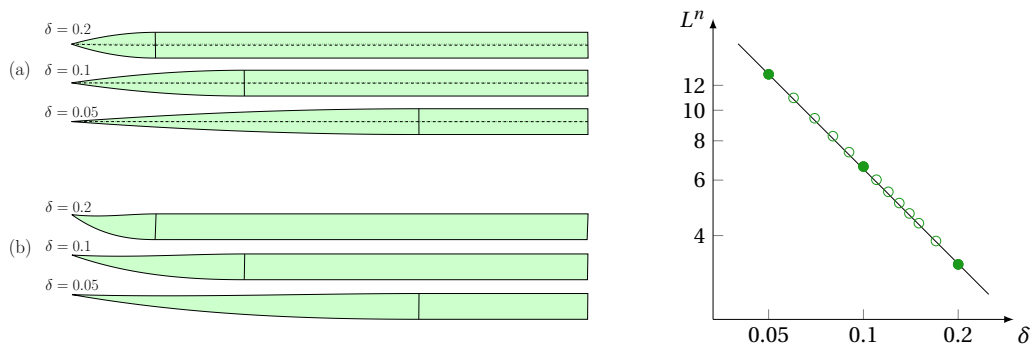 δ = 0.2
(a)
δ = 0.1
δ = 0.05
δ = 0.2
(b)
δ = 0.1
δ = 0.05
Lⁿ
12
10
8
6
4
0.05 0.1 0.2 δ